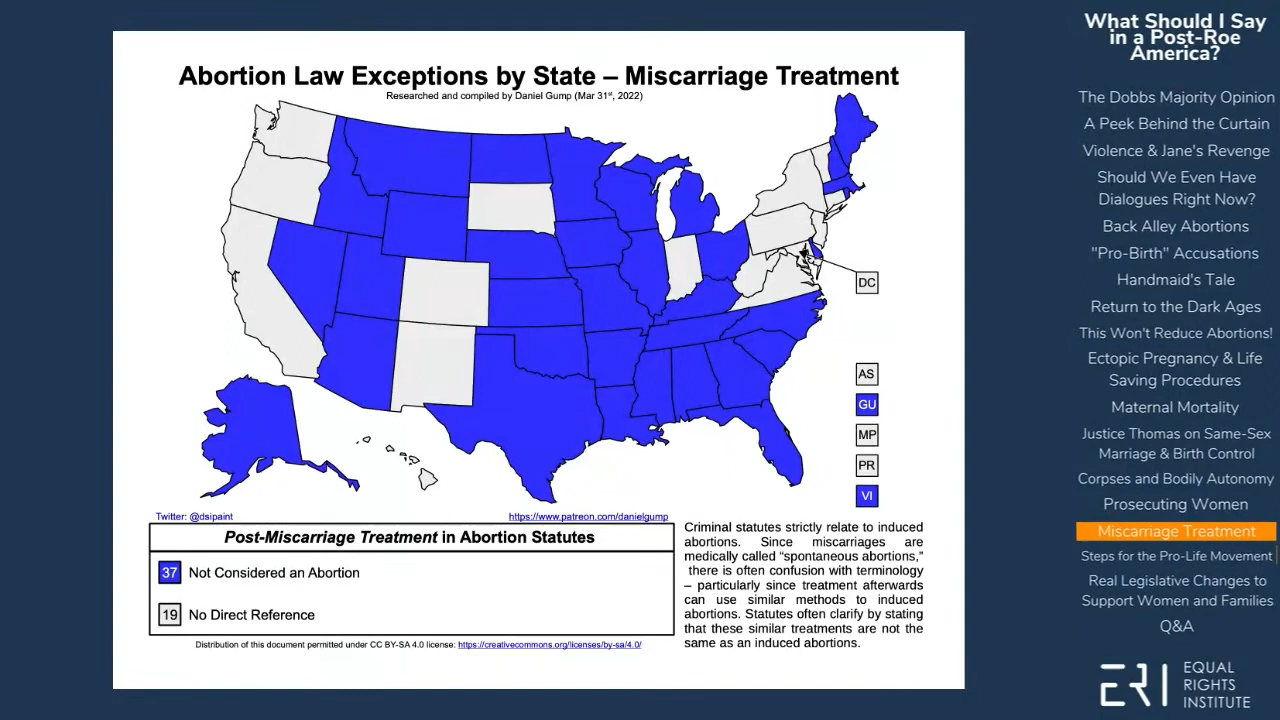 Abortion Law Exceptions by State – Miscarriage Treatment
Researched and compiled by Daniel Gump (Mar 31st, 2022)
DC
AS
GU
MP
PR
VI
Twitter: @dsipaint
https://www.patreon.com/danielgump
Post-Miscarriage Treatment in Abortion Statutes
37 Not Considered an Abortion
19 No Direct Reference
Distribution of this document permitted under CC BY-SA 4.0 license: https://creativecommons.org/licenses/by-sa/4.0/
Criminal statutes strictly relate to induced
abortions. Since miscarriages are
medically called “spontaneous abortions,”
there is often confusion with terminology
– particularly since treatment afterwards
can use similar methods to induced
abortions. Statutes often clarify by stating
that these similar treatments are not the
same as an induced abortions.
What Should I Say
in a Post-Roe
America?
The Dobbs Majority Opinion
A Peek Behind the Curtain
Violence & Jane's Revenge
Should We Even Have
Dialogues Right Now?
Back Alley Abortions
"Pro-Birth" Accusations
Handmaid's Tale
Return to the Dark Ages
This Won't Reduce Abortions!
Ectopic Pregnancy & Life
Saving Procedures
Maternal Mortality
Justice Thomas on Same-Sex
Marriage & Birth Control
Corpses and Bodily Autonomy
Prosecuting Women
Miscarriage Treatment
Steps for the Pro-Life Movement
Real Legislative Changes to
Support Women and Families
Q&A
ERI
EQUAL
RIGHTS
INSTITUTE